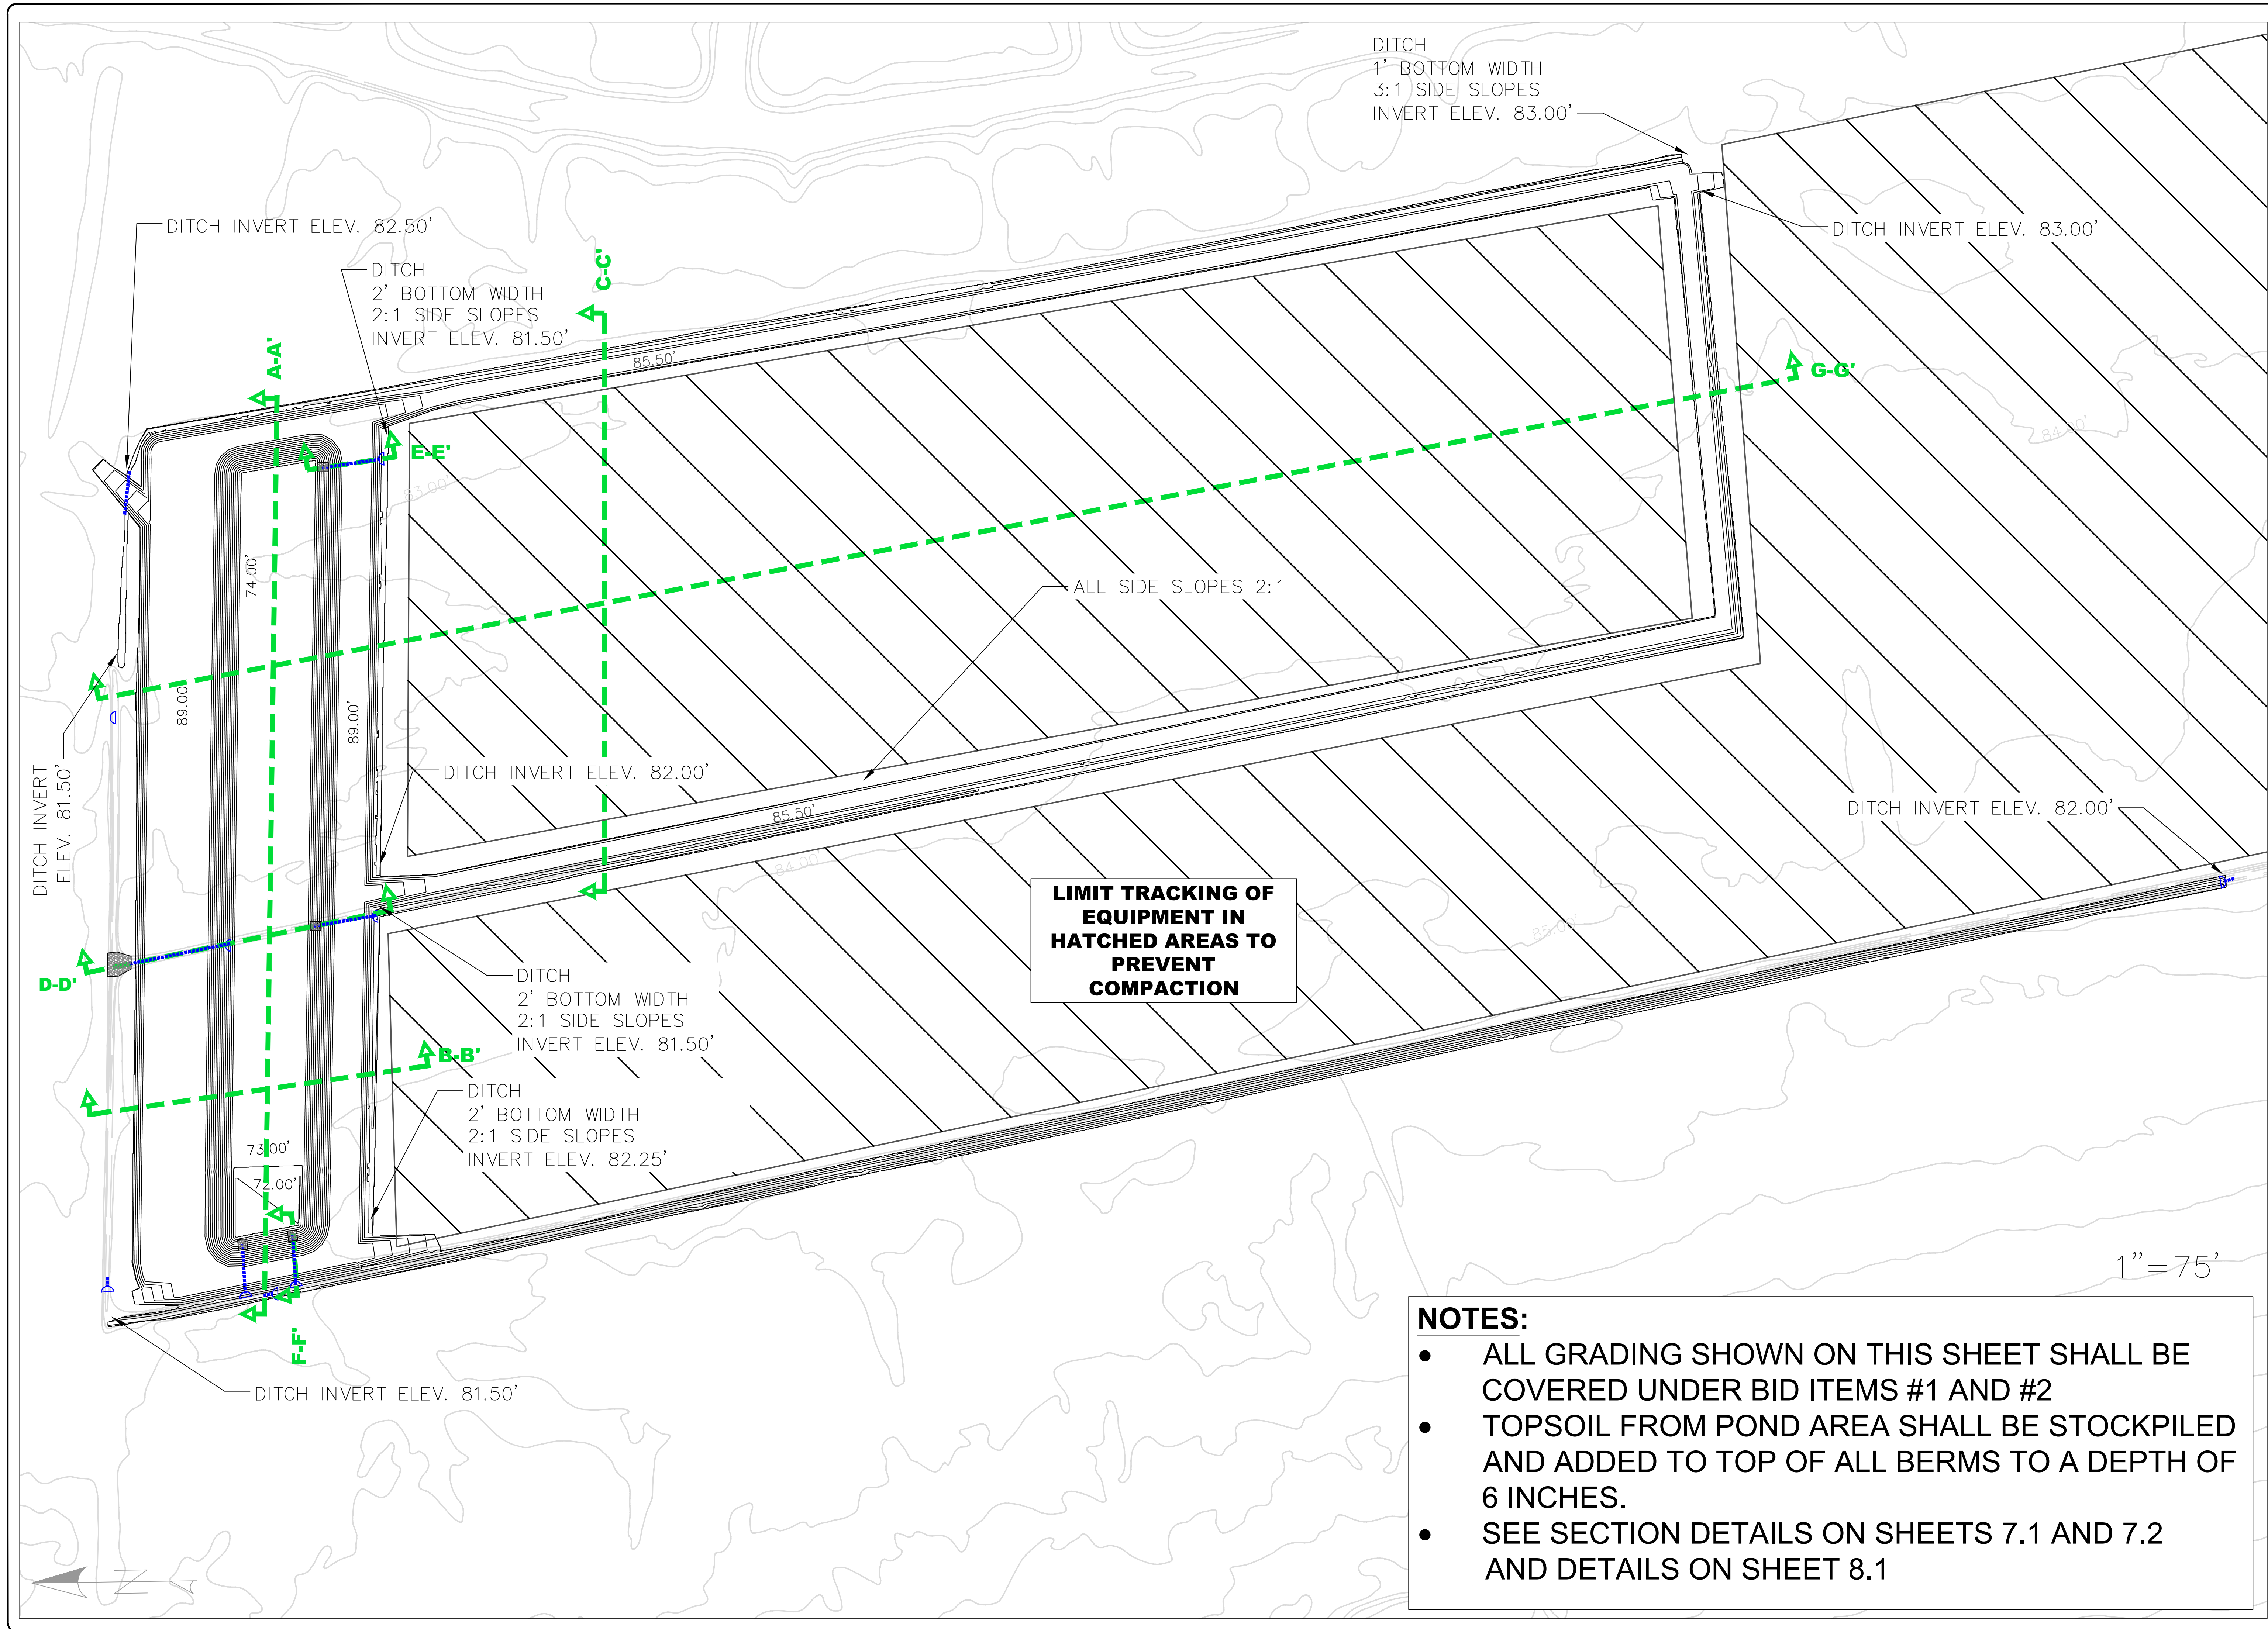 DITCH
1' BOTTOM WIDTH
3:1 SIDE SLOPES
INVERT ELEV. 83.00'
DITCH INVERT ELEV. 82.50'
DITCH INVERT ELEV. 83.00'
DITCH
2' BOTTOM WIDTH
2:1 SIDE SLOPES
INVERT ELEV. 81.50'
C-C'
A-A'
85.50'
G-G'
84.00'
E-E'
83.00'
74.00'
ALL SIDE SLOPES 2:1
89.00'
89.00'
DITCH INVERT
ELEV. 81.50'
DITCH INVERT ELEV. 82.00'
85.50'
DITCH INVERT ELEV. 82.00'
84.00'
LIMIT TRACKING OF
EQUIPMENT IN
HATCHED AREAS TO
PREVENT
COMPACTION
85.00'
D-D'
DITCH
2' BOTTOM WIDTH
2:1 SIDE SLOPES
INVERT ELEV. 81.50'
B-B'
DITCH
2' BOTTOM WIDTH
2:1 SIDE SLOPES
INVERT ELEV. 82.25'
73.00'
72.00'
F-F'
DITCH INVERT ELEV. 81.50'
1"=75'
NOTES:
• ALL GRADING SHOWN ON THIS SHEET SHALL BE
COVERED UNDER BID ITEMS #1 AND #2
• TOPSOIL FROM POND AREA SHALL BE STOCKPILED
AND ADDED TO TOP OF ALL BERMS TO A DEPTH OF
6 INCHES.
• SEE SECTION DETAILS ON SHEETS 7.1 AND 7.2
AND DETAILS ON SHEET 8.1
N